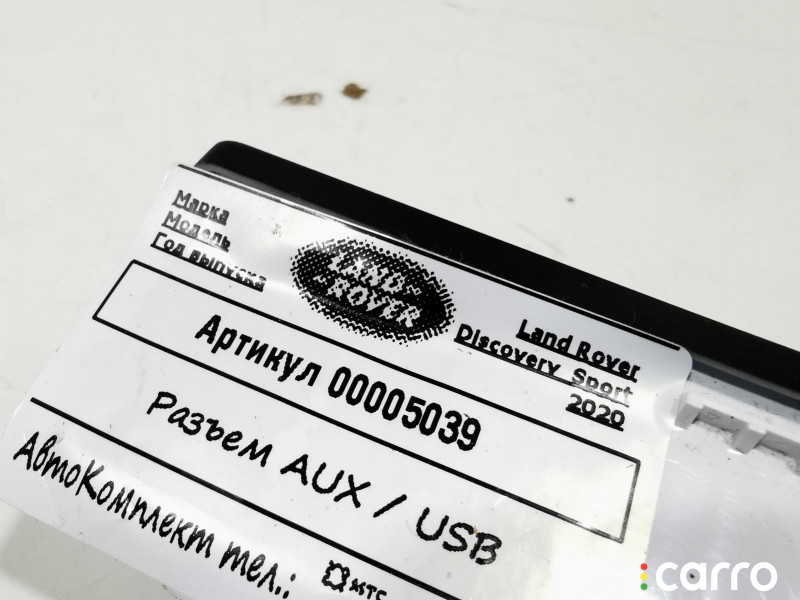 Марка
Модель
Год выпуска
LAND
ROVER
Land Rover
Discovery Sport
2020
Артикул 00005039
Разъем AUX / USB
АвтоКомплект тел.:
carro